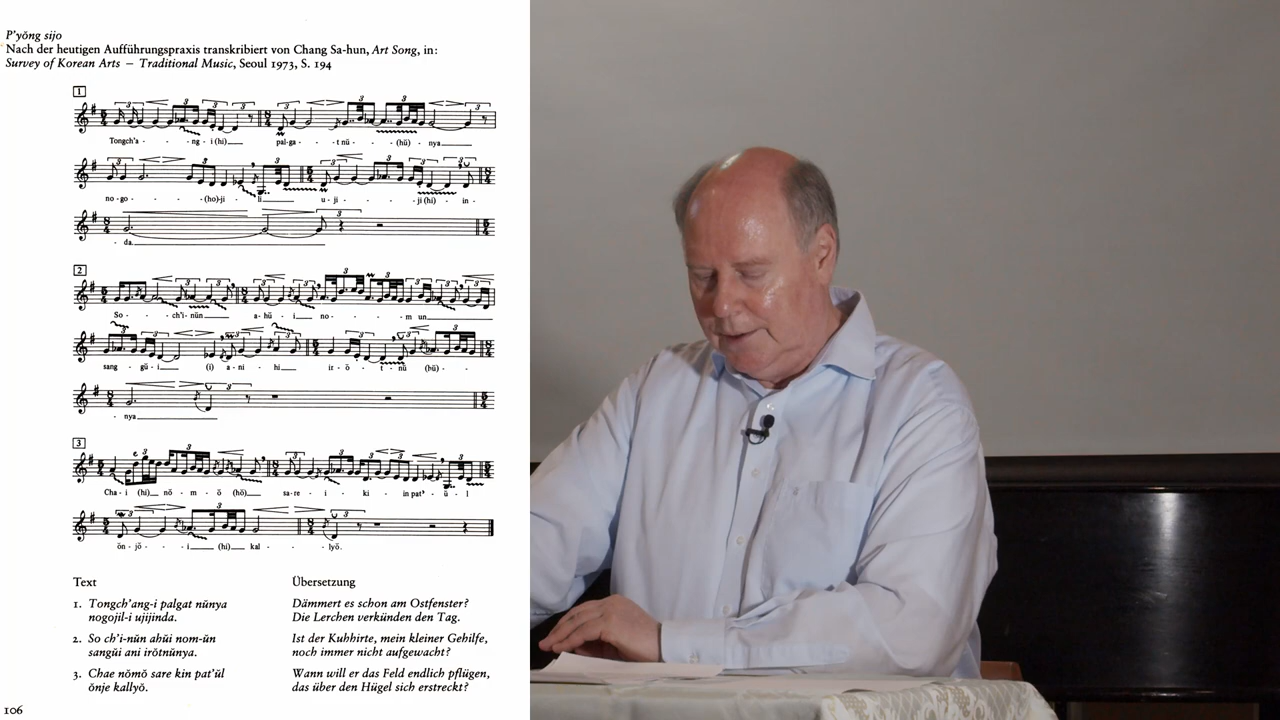 P'yŏng sijo
Nach der heutigen Aufführungspraxis transkribiert von Chang Sa-hun, Art Song, in:
Survey of Korean Arts – Traditional Music, Seoul 1973, S. 194
1
Tongch'a - - ng - i (hi) pal-ga - - t nŭ - - (hŭ) - nya
no - go - - -(ho)-ji - li u - ji - - - ji (hi) - in -
- da.
2
So - - ch'i - nŭn a - hŭ - i no - - - m un
sang - gŭ - i (i) - a - ni - hi ir - ŏ - t - nŭ (hŭ) -
- nya
3
Cha - i (hi) nŏ - m - ŏ (hŏ) sa - re - i - ki - in pat' - ŭ - l
ŏn - jŏ - - i (hi) kal - - lyŏ.
Text Übersetzung
1. Tongch'ang-i palgat nŭnya Dämmert es schon am Ostfenster?
nogojil-i ujijinda. Die Lerchen verkünden den Tag.
2. So ch'i-nŭn ahŭi nom-ŭn Ist der Kuhhirte, mein kleiner Gehilfe,
sangŭi ani irŏtnŭnya. noch immer nicht aufgewacht?
3. Chae nŏmŏ sare kin pat'ŭl Wann will er das Feld endlich pflügen,
ŏnje kallyŏ. das über den Hügel sich erstreckt?
106